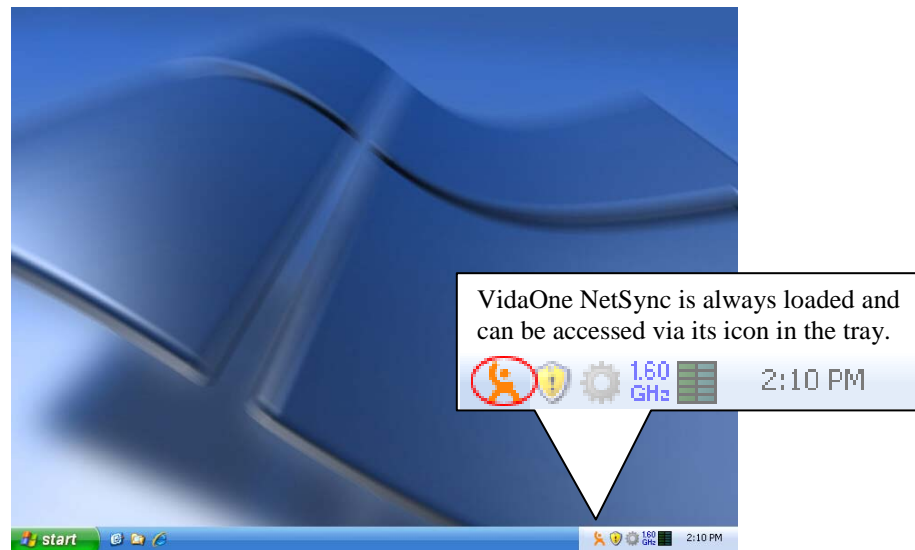 VidaOne NetSync is always loaded and
can be accessed via its icon in the tray.
1.60
GHz
2:10 PM
start
1.60
GHz
2:10 PM